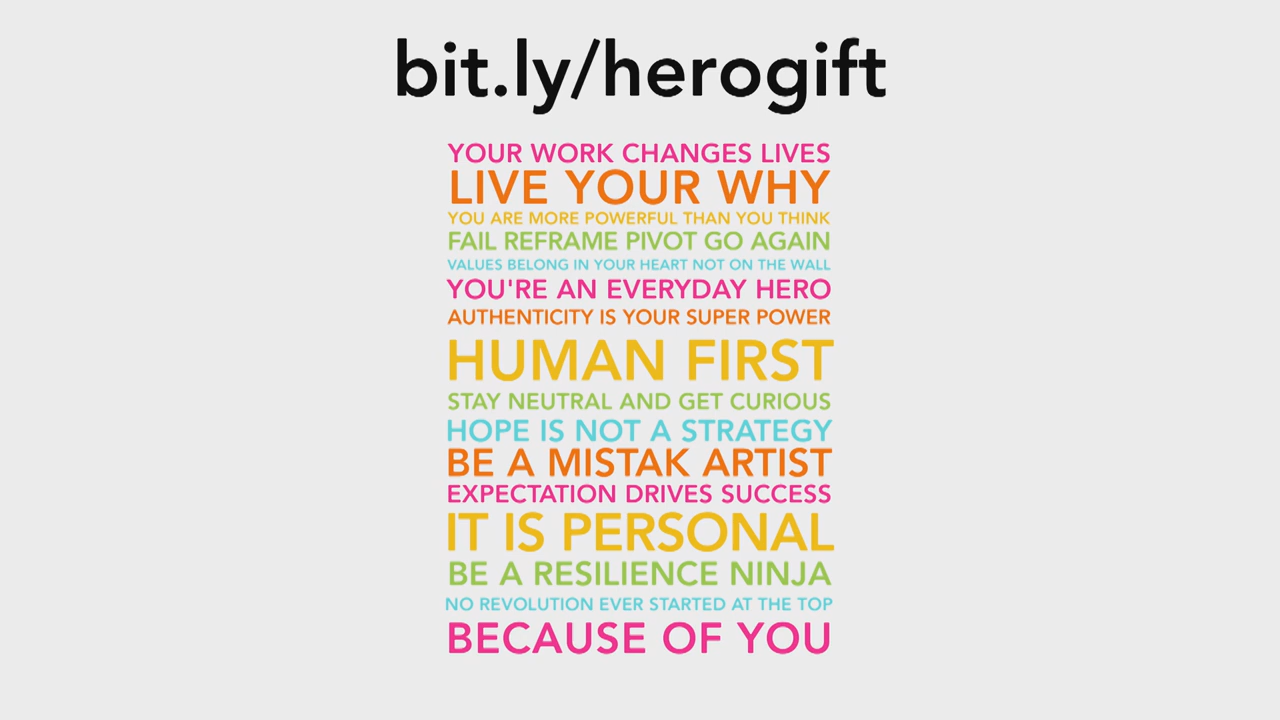 bit.ly/herogift
YOUR WORK CHANGES LIVES
LIVE YOUR WHY
YOU ARE MORE POWERFUL THAN YOU THINK
FAIL REFRAME PIVOT GO AGAIN
VALUES BELONG IN YOUR HEART NOT ON THE WALL
YOU'RE AN EVERYDAY HERO
AUTHENTICITY IS YOUR SUPER POWER
HUMAN FIRST
STAY NEUTRAL AND GET CURIOUS
HOPE IS NOT A STRATEGY
BE A MISTAK ARTIST
EXPECTATION DRIVES SUCCESS
IT IS PERSONAL
BE A RESILIENCE NINJA
NO REVOLUTION EVER STARTED AT THE TOP
BECAUSE OF YOU